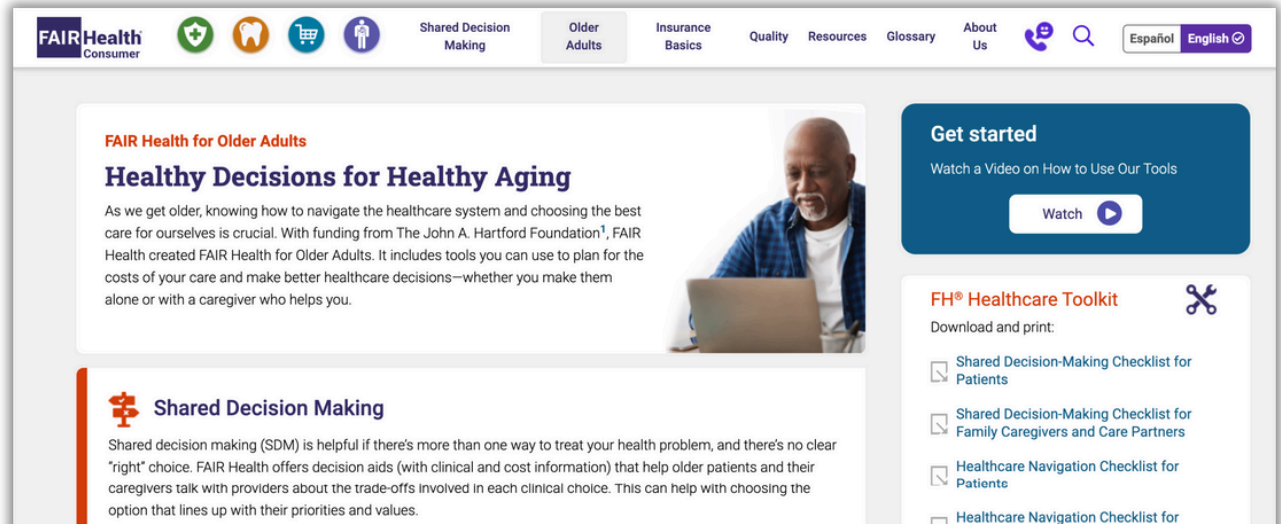 FAIR Health
Consumer
Shared Decision
Making
Older
Adults
Insurance
Basics
Quality
Resources
Glossary
About
Us
Español
English
FAIR Health for Older Adults
Healthy Decisions for Healthy Aging
As we get older, knowing how to navigate the healthcare system and choosing the best
care for ourselves is crucial. With funding from The John A. Hartford Foundation¹, FAIR
Health created FAIR Health for Older Adults. It includes tools you can use to plan for the
costs of your care and make better healthcare decisions—whether you make them
alone or with a caregiver who helps you.
Shared Decision Making
Shared decision making (SDM) is helpful if there's more than one way to treat your health problem, and there's no clear
"right" choice. FAIR Health offers decision aids (with clinical and cost information) that help older patients and their
caregivers talk with providers about the trade-offs involved in each clinical choice. This can help with choosing the
option that lines up with their priorities and values.
Get started
Watch a Video on How to Use Our Tools
Watch
FH® Healthcare Toolkit
Download and print:
Shared Decision-Making Checklist for
Patients
Shared Decision-Making Checklist for
Family Caregivers and Care Partners
Healthcare Navigation Checklist for
Patients
Healthcare Navigation Checklist for